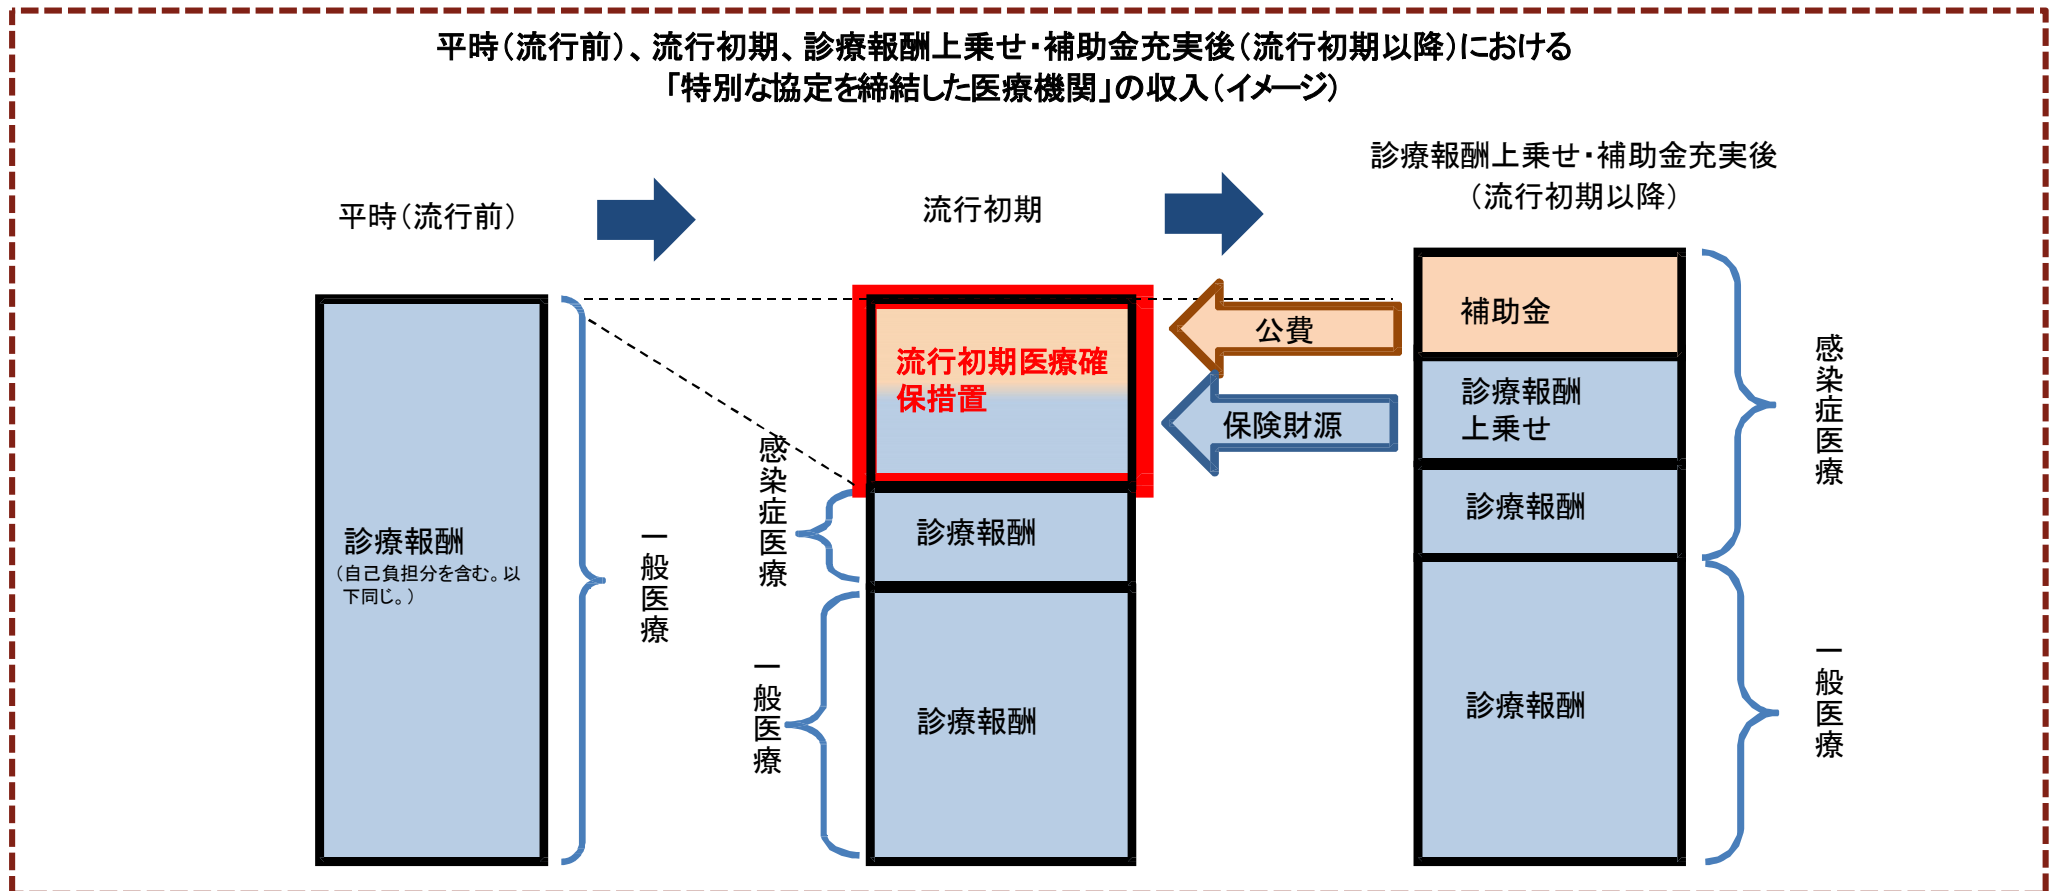 平時（流行前）、流行初期、診療報酬上乗せ・補助金充実後（流行初期以降）における
「特別な協定を締結した医療機関」の収入（イメージ）
平時（流行前）
流行初期
診療報酬上乗せ・補助金充実後
（流行初期以降）
診療報酬
（自己負担分を含む。以
下同じ。）
一般医療
流行初期医療確
保措置
感染症医療
診療報酬
一般医療
診療報酬
公費
保険財源
補助金
診療報酬
上乗せ
診療報酬
感染症医療
診療報酬
一般医療